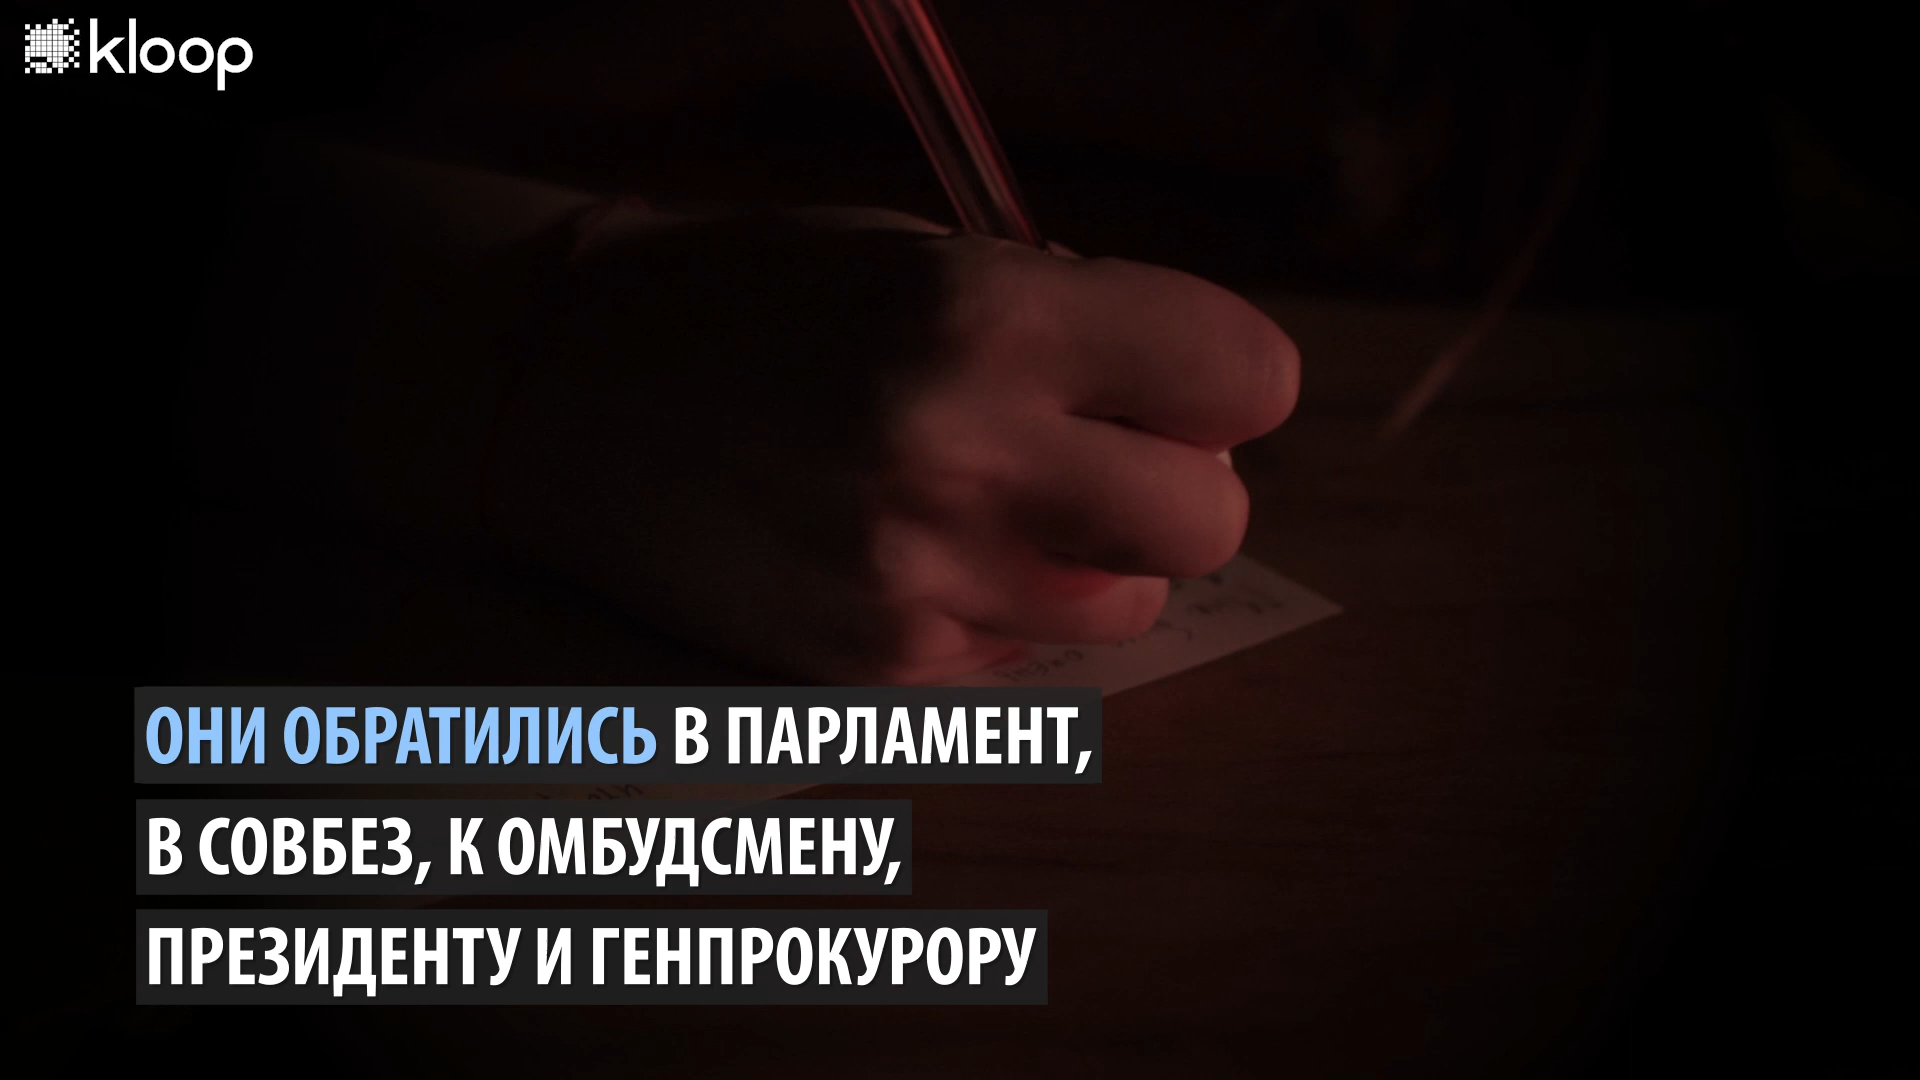 kloop
ОНИ ОБРАТИЛИСЬ В ПАРЛАМЕНТ,
В СОВБЕЗ, К ОМБУДСМЕНУ,
ПРЕЗИДЕНТУ И ГЕНПРОКУРОРУ